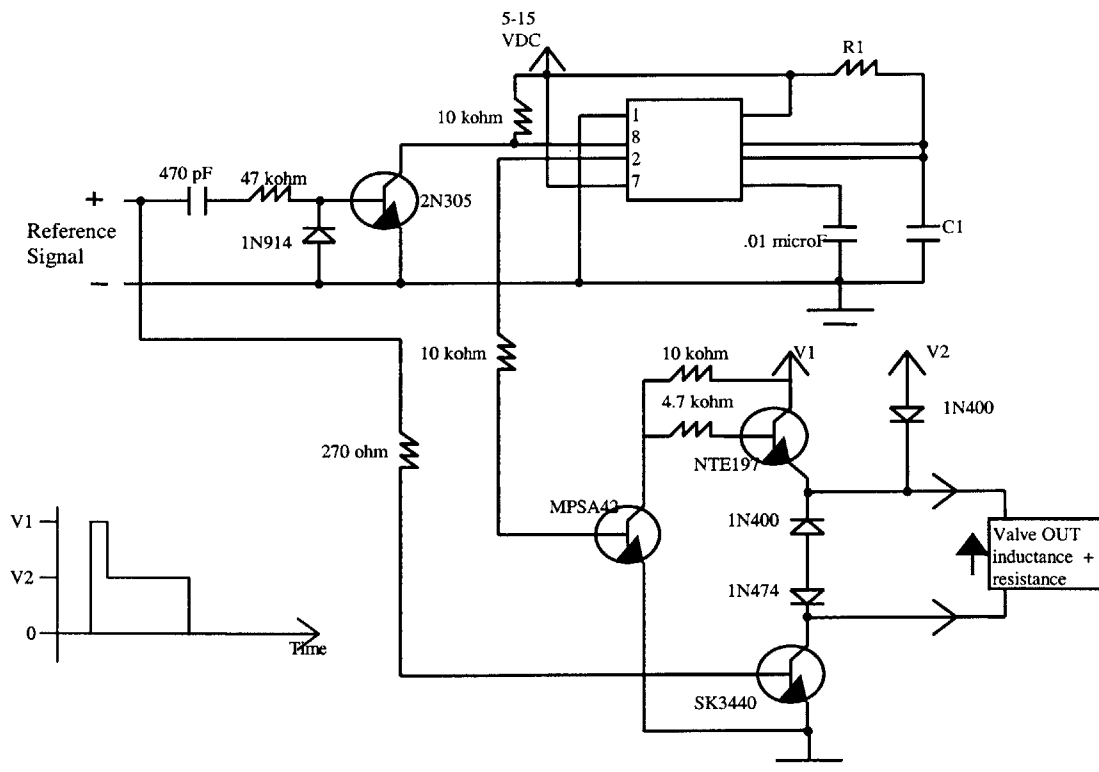 5-15
VDC
R1
10 kohm
1
8
2
7
470 pF
47 kohm
2N305
+
Reference
Signal
1N914
.01 microF
C1
−
10 kohm
10 kohm
V1
V2
4.7 kohm
1N400
270 ohm
NTE197
MPSA42
1N400
V1
Valve OUT
inductance +
resistance
V2
1N474
0
Time
SK3440